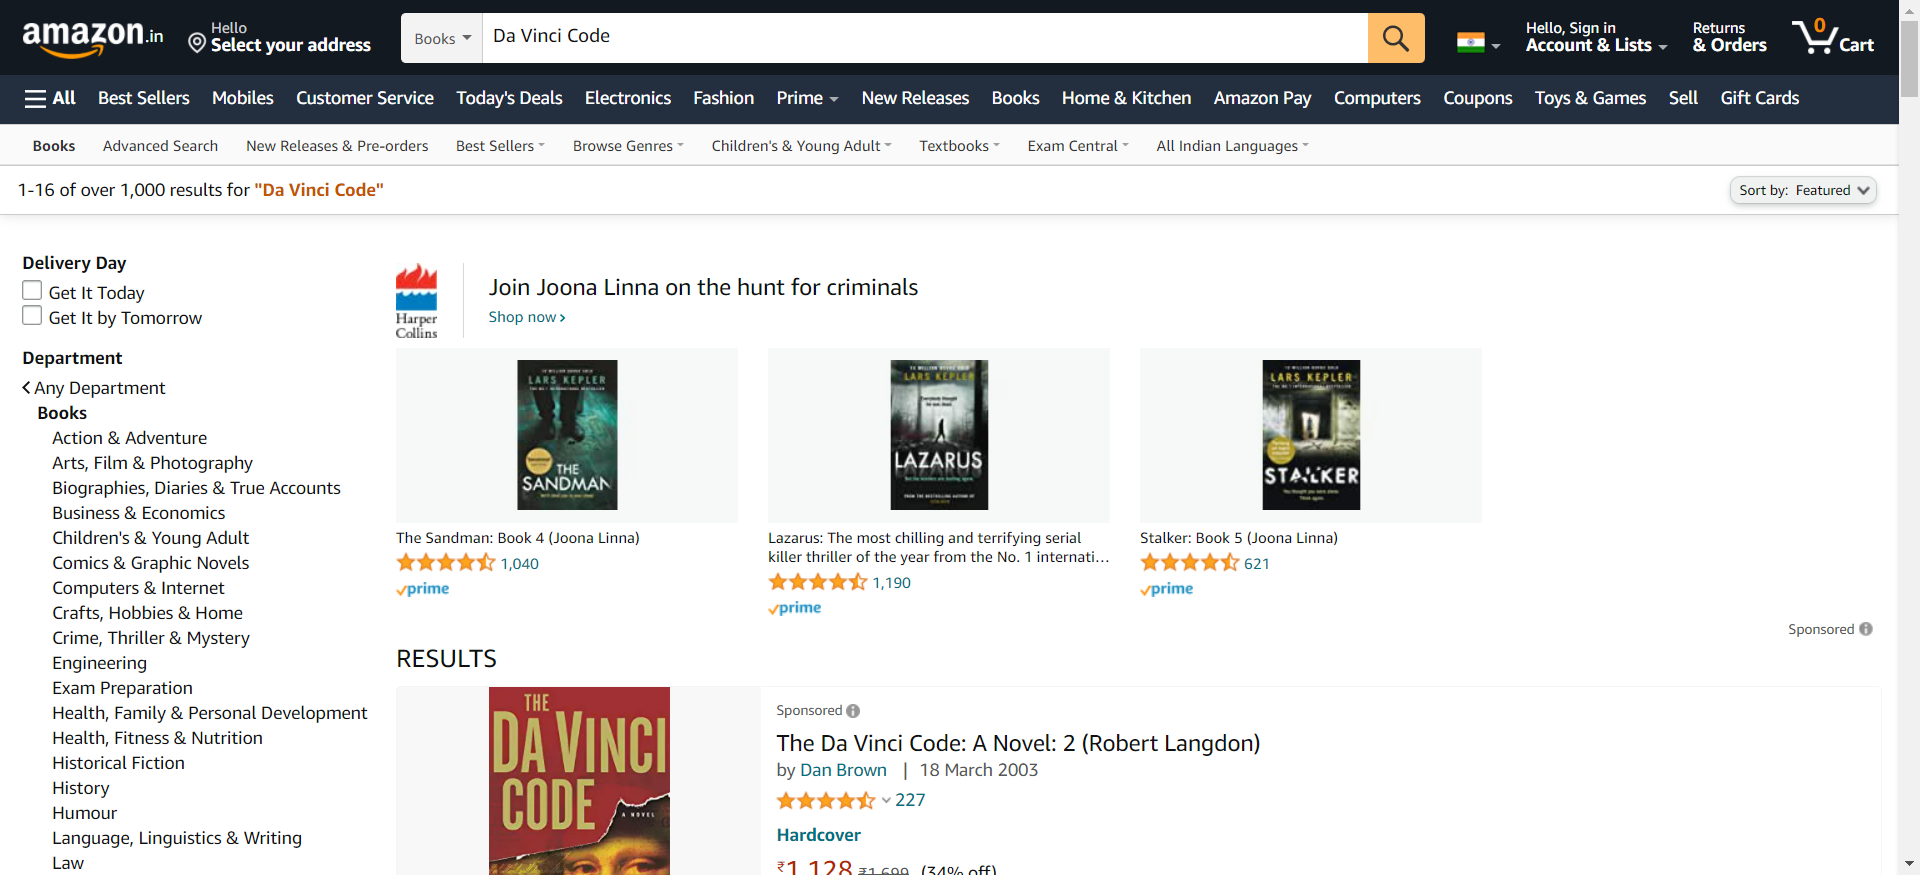 amazon.in
Hello
Select your address
Books
Da Vinci Code
Hello, Sign in
Account & Lists
Returns
& Orders
0
Cart
All
Best Sellers
Mobiles
Customer Service
Today's Deals
Electronics
Fashion
Prime
New Releases
Books
Home & Kitchen
Amazon Pay
Computers
Coupons
Toys & Games
Sell
Gift Cards
Books
Advanced Search
New Releases & Pre-orders
Best Sellers
Browse Genres
Children's & Young Adult
Textbooks
Exam Central
All Indian Languages
1-16 of over 1,000 results for "Da Vinci Code"
Sort by: Featured
Delivery Day
Get It Today
Get It by Tomorrow
Department
Any Department
Books
Action & Adventure
Arts, Film & Photography
Biographies, Diaries & True Accounts
Business & Economics
Children's & Young Adult
Comics & Graphic Novels
Computers & Internet
Crafts, Hobbies & Home
Crime, Thriller & Mystery
Engineering
Exam Preparation
Health, Family & Personal Development
Health, Fitness & Nutrition
Historical Fiction
History
Humour
Language, Linguistics & Writing
Law
Harper
Collins
Join Joona Linna on the hunt for criminals
Shop now
LARS KEPLER
THE
SANDMAN
The Sandman: Book 4 (Joona Linna)
1,040
prime
LARS KEPLER
LAZARUS
Lazarus: The most chilling and terrifying serial
killer thriller of the year from the No. 1 internati...
1,190
prime
LARS KEPLER
STALKER
Stalker: Book 5 (Joona Linna)
621
prime
Sponsored
RESULTS
THE
DA VINCI
CODE
A NOVEL
Sponsored
The Da Vinci Code: A Novel: 2 (Robert Langdon)
by Dan Brown | 18 March 2003
227
Hardcover
₹1,128 ₹1,699 (34% off)